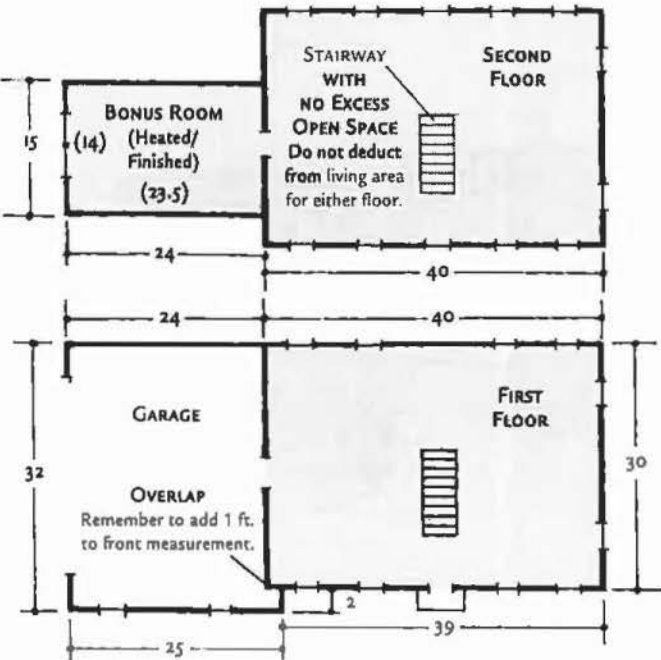 STAIRWAY
WITH
NO EXCESS
OPEN SPACE
Do not deduct
from living area
for either floor.
SECOND
FLOOR
BONUS ROOM
(Heated/
Finished)
(23.5)
15
(14)
24
40
24
40
GARAGE
FIRST
FLOOR
32
30
OVERLAP
Remember to add 1 ft.
to front measurement.
2
39
25